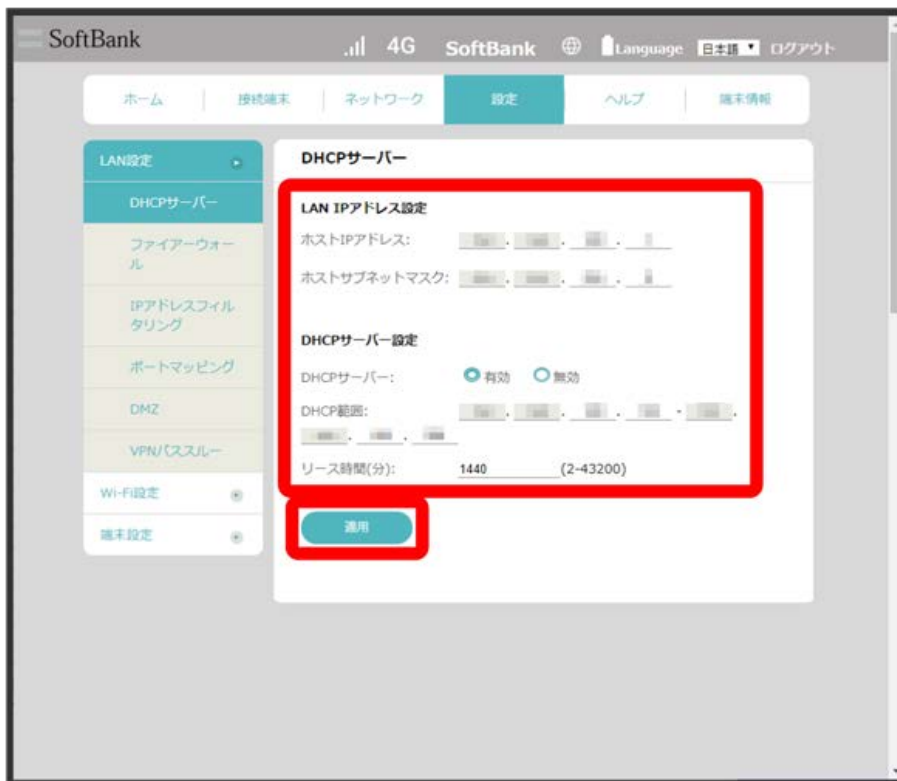 SoftBank
4G SoftBank Language 日本語 ログアウト
ホーム 接続端末 ネットワーク 設定 ヘルプ 端末情報
LAN設定
DHCPサーバー
ファイアーウォー
ル
IPアドレスフィル
タリング
ポートマッピング
DMZ
VPNパススルー
Wi-Fi設定
端末設定
DHCPサーバー
LAN IPアドレス設定
ホストIPアドレス:
ホストサブネットマスク:
DHCPサーバー設定
DHCPサーバー: 有効 無効
DHCP範囲:
リース時間(分): 1440 (2-43200)
適用